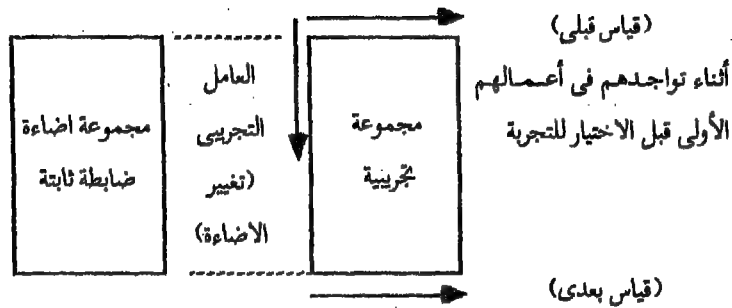 (قياس قبلى)
أثناء تواجدهم فى أعمالهم
الأولى قبل الاختيار للتجربة
مجموعة
تجريبية
العامل
التجريبى
(تغيير
الاضاءة)
مجموعة اضاءة
ضابطة ثابتة
(قياس بعدى)